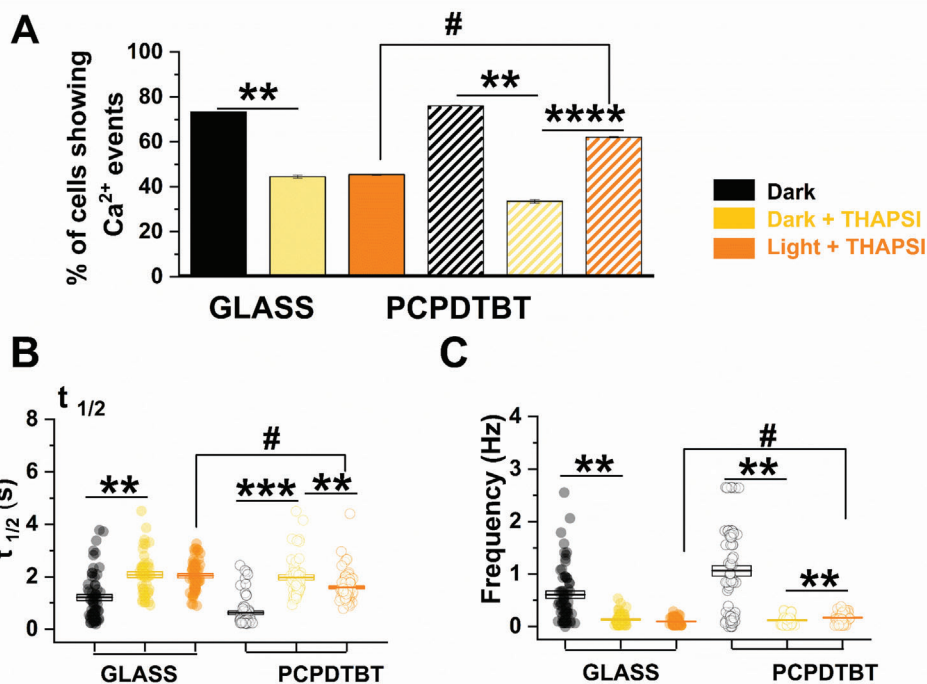 A
% of cells showing
Ca²⁺ events
100
80
60
40
20
0
**
#
**
****
GLASS
PCPDTBT
Dark
Dark + THAPSI
Light + THAPSI
B
t 1/2
t 1/2 (s)
8
6
4
2
0
**
#
***
**
GLASS
PCPDTBT
C
Frequency (Hz)
4
3
2
1
0
**
#
**
**
GLASS
PCPDTBT